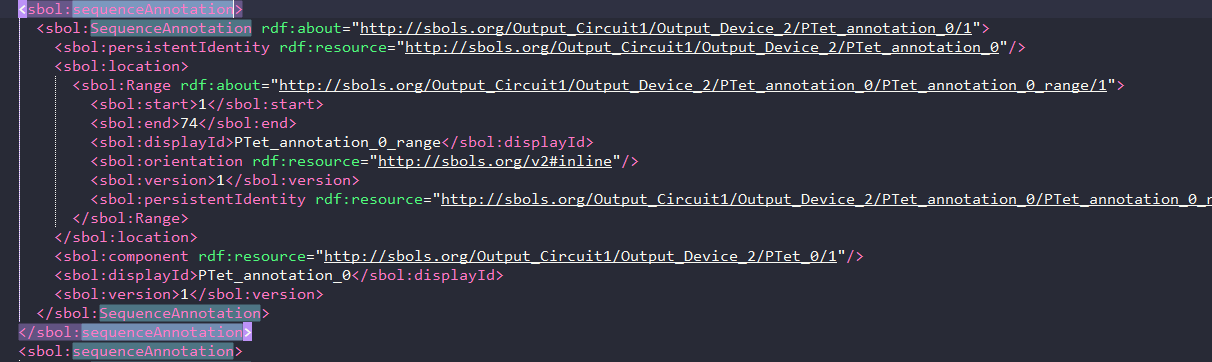 <sbol:sequenceAnnotation>
<sbol:SequenceAnnotation rdf:about="http://sbols.org/Output_Circuit1/Output_Device_2/PTet_annotation_0/1">
<sbol:persistentIdentity rdf:resource="http://sbols.org/Output_Circuit1/Output_Device_2/PTet_annotation_0"/>
<sbol:location>
<sbol:Range rdf:about="http://sbols.org/Output_Circuit1/Output_Device_2/PTet_annotation_0/PTet_annotation_0_range/1">
<sbol:start>1</sbol:start>
<sbol:end>74</sbol:end>
<sbol:displayId>PTet_annotation_0_range</sbol:displayId>
<sbol:orientation rdf:resource="http://sbols.org/v2#inline"/>
<sbol:version>1</sbol:version>
<sbol:persistentIdentity rdf:resource="http://sbols.org/Output_Circuit1/Output_Device_2/PTet_annotation_0/PTet_annotation_0_r
</sbol:Range>
</sbol:location>
<sbol:component rdf:resource="http://sbols.org/Output_Circuit1/Output_Device_2/PTet_0/1"/>
<sbol:displayId>PTet_annotation_0</sbol:displayId>
<sbol:version>1</sbol:version>
</sbol:SequenceAnnotation>
</sbol:sequenceAnnotation>
<sbol:sequenceAnnotation>